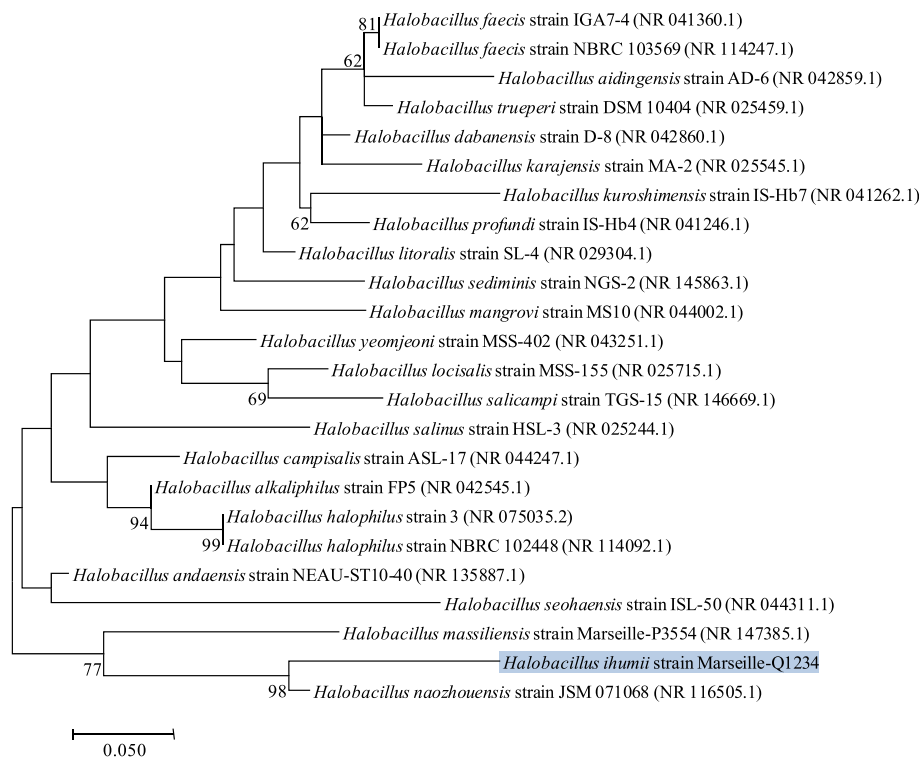 81
Halobacillus faecis strain IGA7-4 (NR 041360.1)
Halobacillus faecis strain NBRC 103569 (NR 114247.1)
62
Halobacillus aidingensis strain AD-6 (NR 042859.1)
Halobacillus trueperi strain DSM 10404 (NR 025459.1)
Halobacillus dabanensis strain D-8 (NR 042860.1)
Halobacillus karajensis strain MA-2 (NR 025545.1)
Halobacillus kuroshimensis strain IS-Hb7 (NR 041262.1)
62
Halobacillus profundi strain IS-Hb4 (NR 041246.1)
Halobacillus litoralis strain SL-4 (NR 029304.1)
Halobacillus sediminis strain NGS-2 (NR 145863.1)
Halobacillus mangrovi strain MS10 (NR 044002.1)
Halobacillus yeomjeoni strain MSS-402 (NR 043251.1)
Halobacillus locisalis strain MSS-155 (NR 025715.1)
69
Halobacillus salicampi strain TGS-15 (NR 146669.1)
Halobacillus salinus strain HSL-3 (NR 025244.1)
Halobacillus campisalis strain ASL-17 (NR 044247.1)
Halobacillus alkaliphilus strain FP5 (NR 042545.1)
94
Halobacillus halophilus strain 3 (NR 075035.2)
99
Halobacillus halophilus strain NBRC 102448 (NR 114092.1)
Halobacillus andaensis strain NEAU-ST10-40 (NR 135887.1)
Halobacillus seohaensis strain ISL-50 (NR 044311.1)
Halobacillus massiliensis strain Marseille-P3554 (NR 147385.1)
77
Halobacillus ihumii strain Marseille-Q1234
98
Halobacillus naozhouensis strain JSM 071068 (NR 116505.1)
0.050